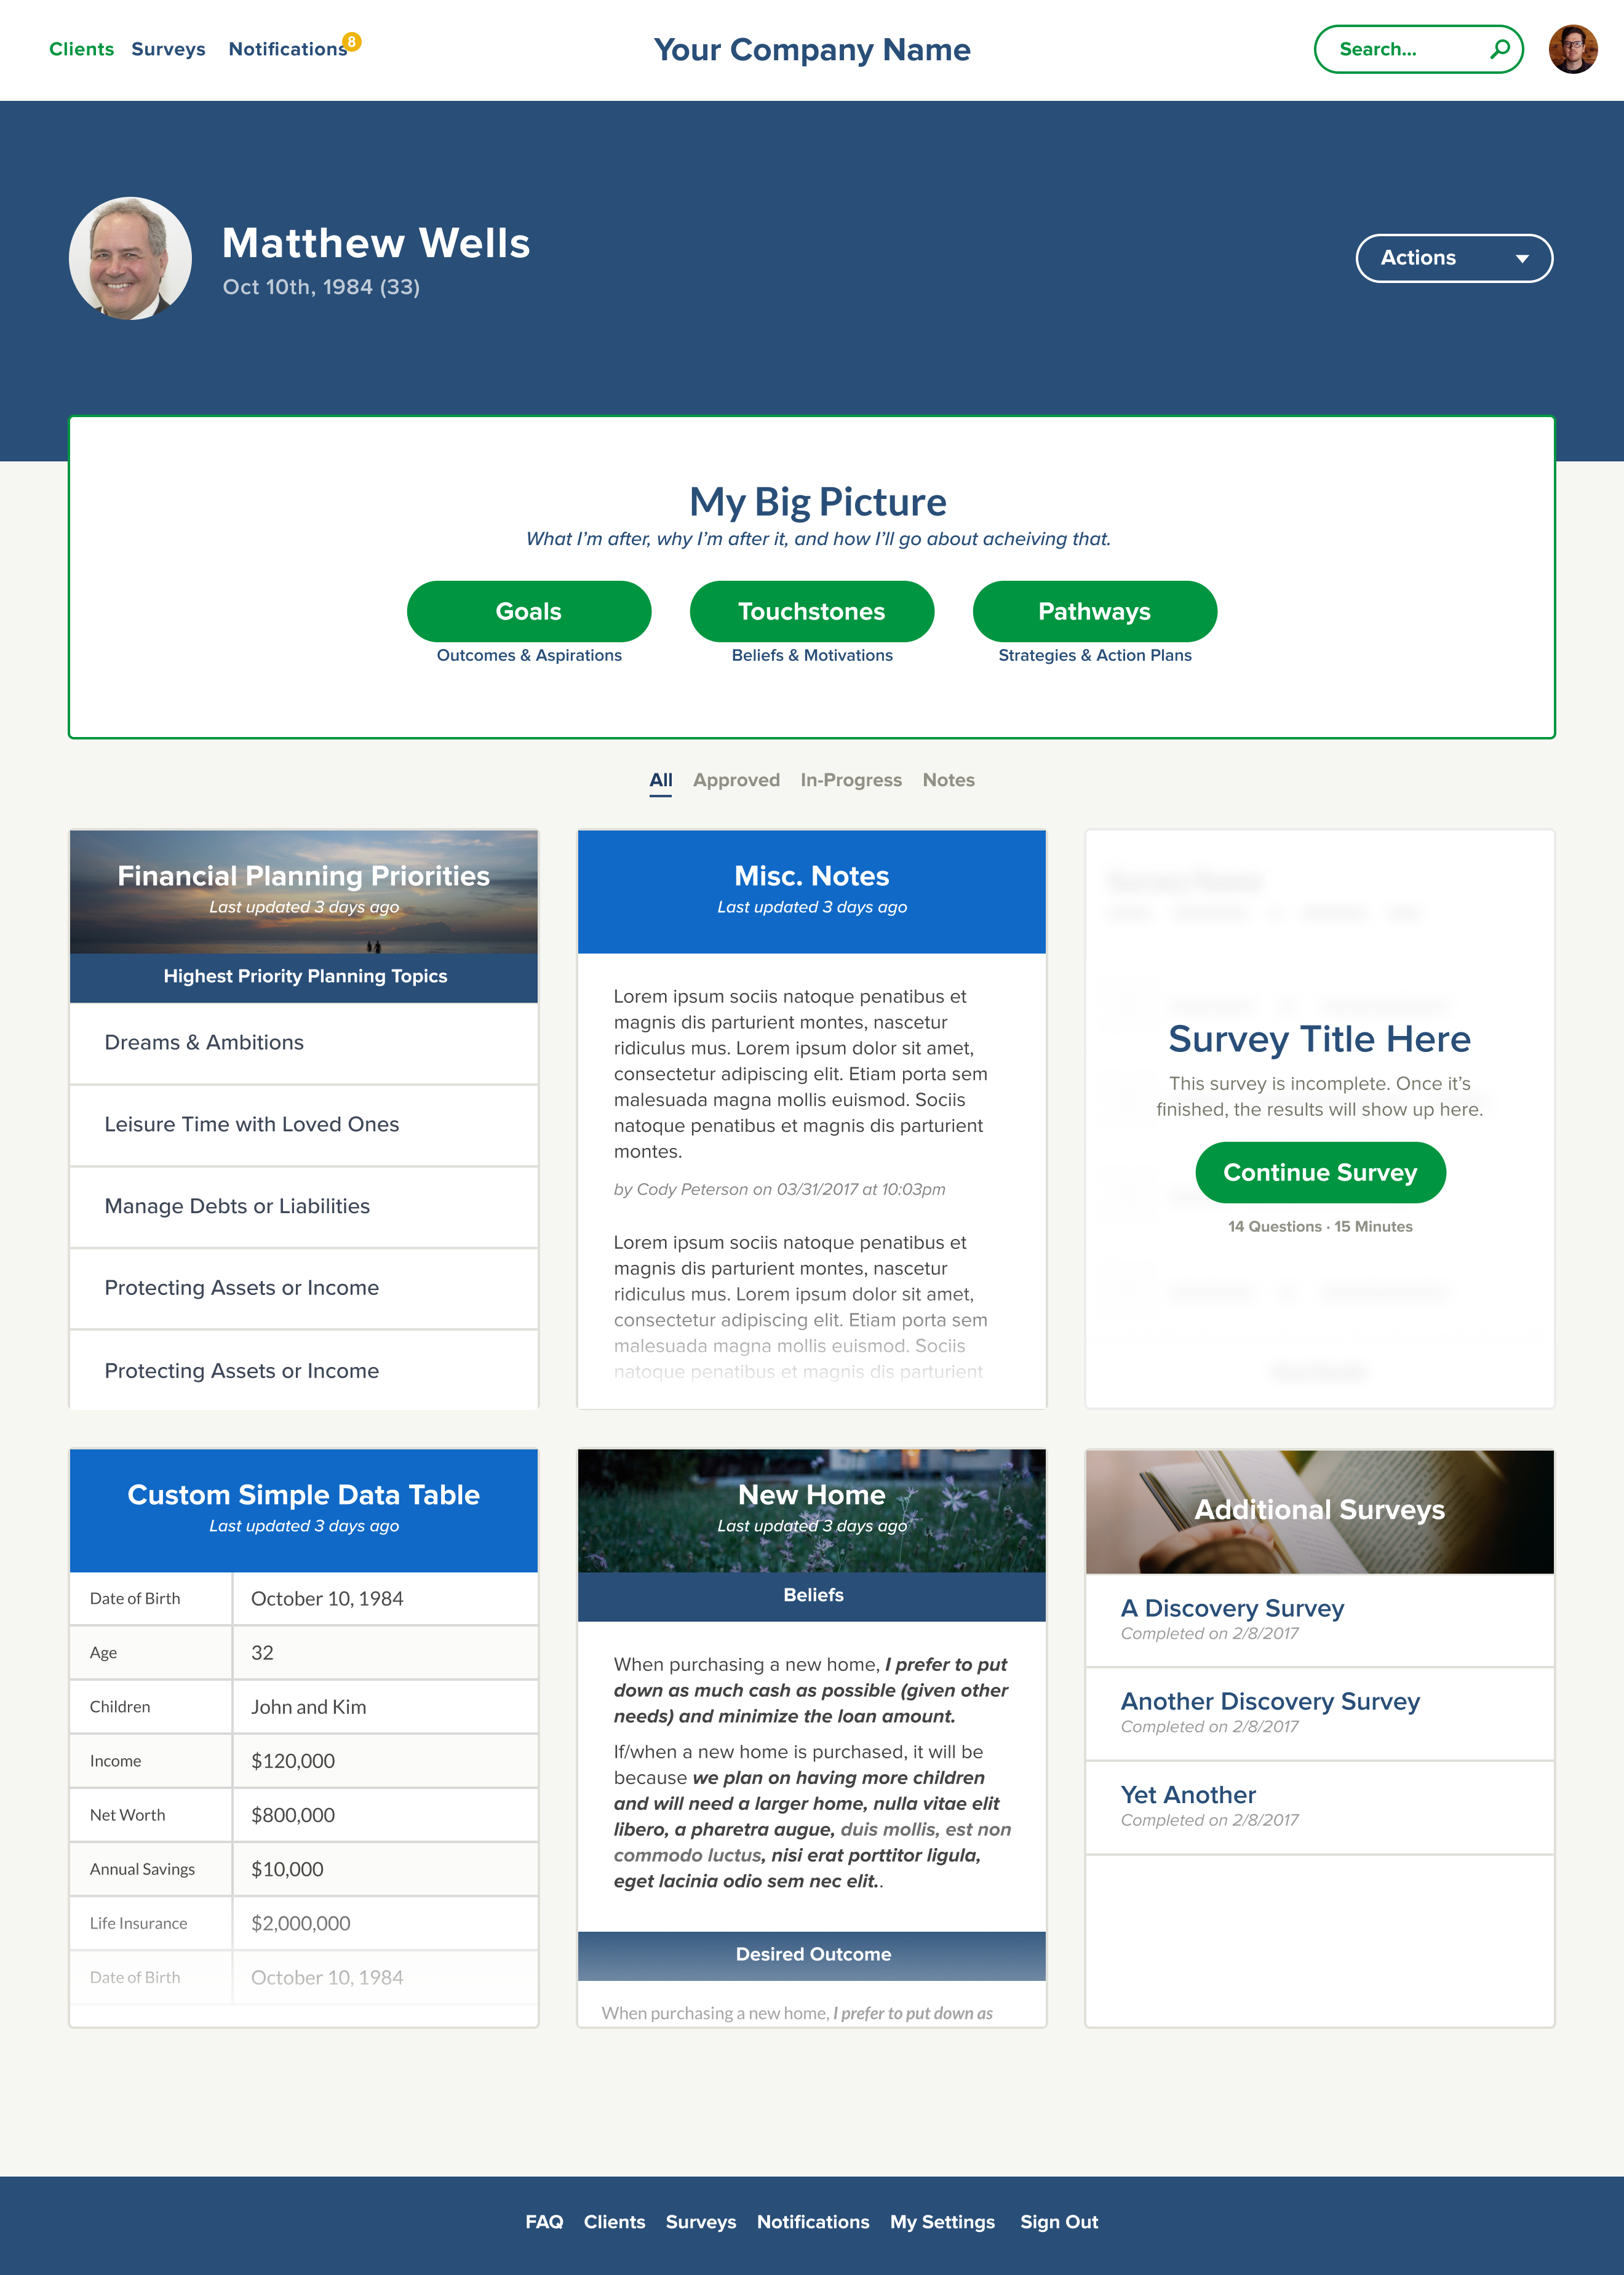 Clients Surveys Notifications 8
Your Company Name
Search...
Matthew Wells
Oct 10th, 1984 (33)
Actions
My Big Picture
What I'm after, why I'm after it, and how I'll go about acheiving that.
Goals
Outcomes & Aspirations
Touchstones
Beliefs & Motivations
Pathways
Strategies & Action Plans
All Approved In-Progress Notes
Financial Planning Priorities
Last updated 3 days ago
Highest Priority Planning Topics
Dreams & Ambitions
Leisure Time with Loved Ones
Manage Debts or Liabilities
Protecting Assets or Income
Protecting Assets or Income
Misc. Notes
Last updated 3 days ago
Lorem ipsum sociis natoque penatibus et
magnis dis parturient montes, nascetur
ridiculus mus. Lorem ipsum dolor sit amet,
consectetur adipiscing elit. Etiam porta sem
malesuada magna mollis euismod. Sociis
natoque penatibus et magnis dis parturient
montes.
by Cody Peterson on 03/31/2017 at 10:03pm
Lorem ipsum sociis natoque penatibus et
magnis dis parturient montes, nascetur
ridiculus mus. Lorem ipsum dolor sit amet,
consectetur adipiscing elit. Etiam porta sem
malesuada magna mollis euismod. Sociis
natoque penatibus et magnis dis parturient
Survey Title Here
This survey is incomplete. Once it's
finished, the results will show up here.
Continue Survey
14 Questions · 15 Minutes
Custom Simple Data Table
Last updated 3 days ago
Date of Birth October 10, 1984
Age 32
Children John and Kim
Income $120,000
Net Worth $800,000
Annual Savings $10,000
Life Insurance $2,000,000
Date of Birth October 10, 1984
New Home
Last updated 3 days ago
Beliefs
When purchasing a new home, I prefer to put
down as much cash as possible (given other
needs) and minimize the loan amount.
If/when a new home is purchased, it will be
because we plan on having more children
and will need a larger home, nulla vitae elit
libero, a pharetra augue, duis mollis, est non
commodo luctus, nisi erat porttitor ligula,
eget lacinia odio sem nec elit..
Desired Outcome
When purchasing a new home, I prefer to put down as
Additional Surveys
A Discovery Survey
Completed on 2/8/2017
Another Discovery Survey
Completed on 2/8/2017
Yet Another
Completed on 2/8/2017
FAQ Clients Surveys Notifications My Settings Sign Out